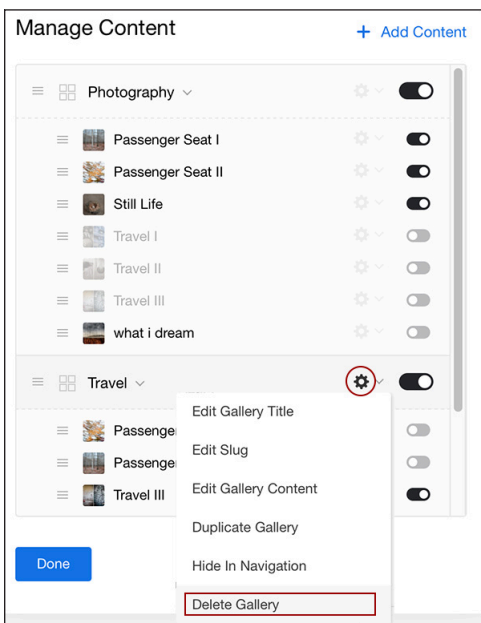 Manage Content
+ Add Content
Photography
Passenger Seat I
Passenger Seat II
Still Life
Travel I
Travel II
Travel III
what i dream
Travel
Edit Gallery Title
Passenge
Edit Slug
Passenge
Edit Gallery Content
Travel III
Duplicate Gallery
Done
Hide In Navigation
Delete Gallery